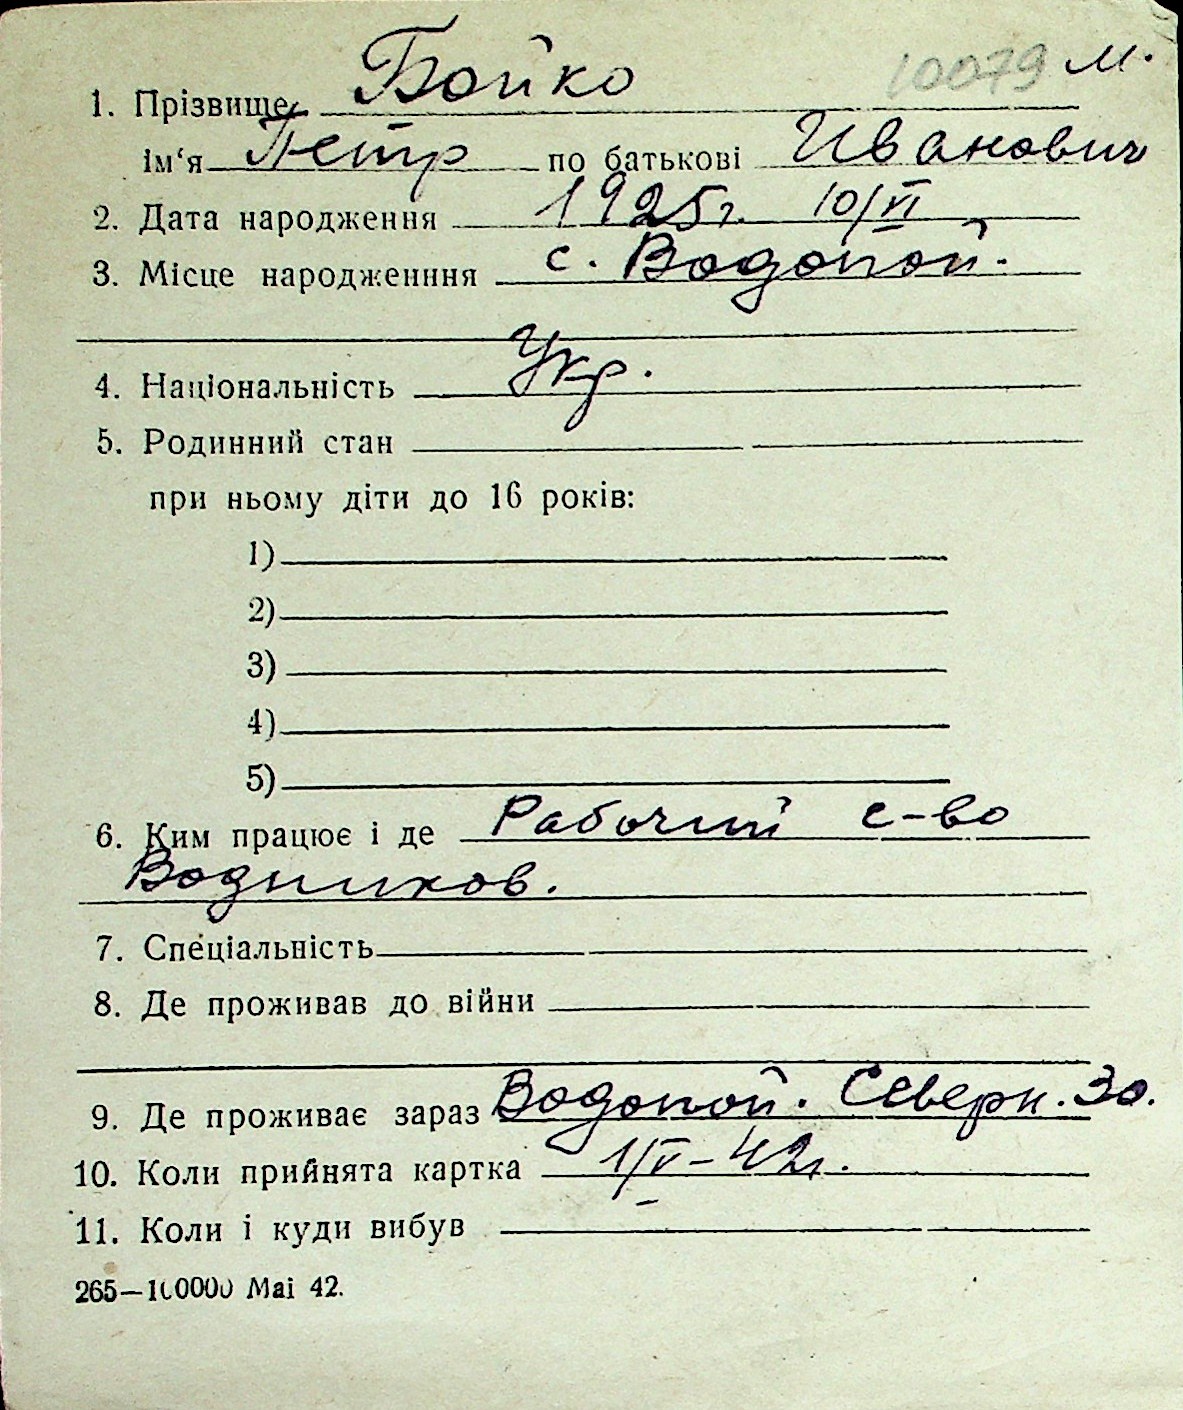 10079 м.
1. Прізвище Бойко
ім‘я Петр по батькові Иванович
2. Дата народження 1925г. 10/VI
3. Місце народженння с. Водопой.
4. Національність Укр.
5. Родинний стан
при ньому діти до 16 років:
1)
2)
3)
4)
5)
6. Ким працює і де Рабочий с-во
Водников.
7. Спеціальність
8. Де проживав до війни
9. Де проживає зараз Водопой. Северн. 30.
10. Коли прийнята картка 1/V-42г.
11. Коли і куди вибув
265—100000 Mai 42.